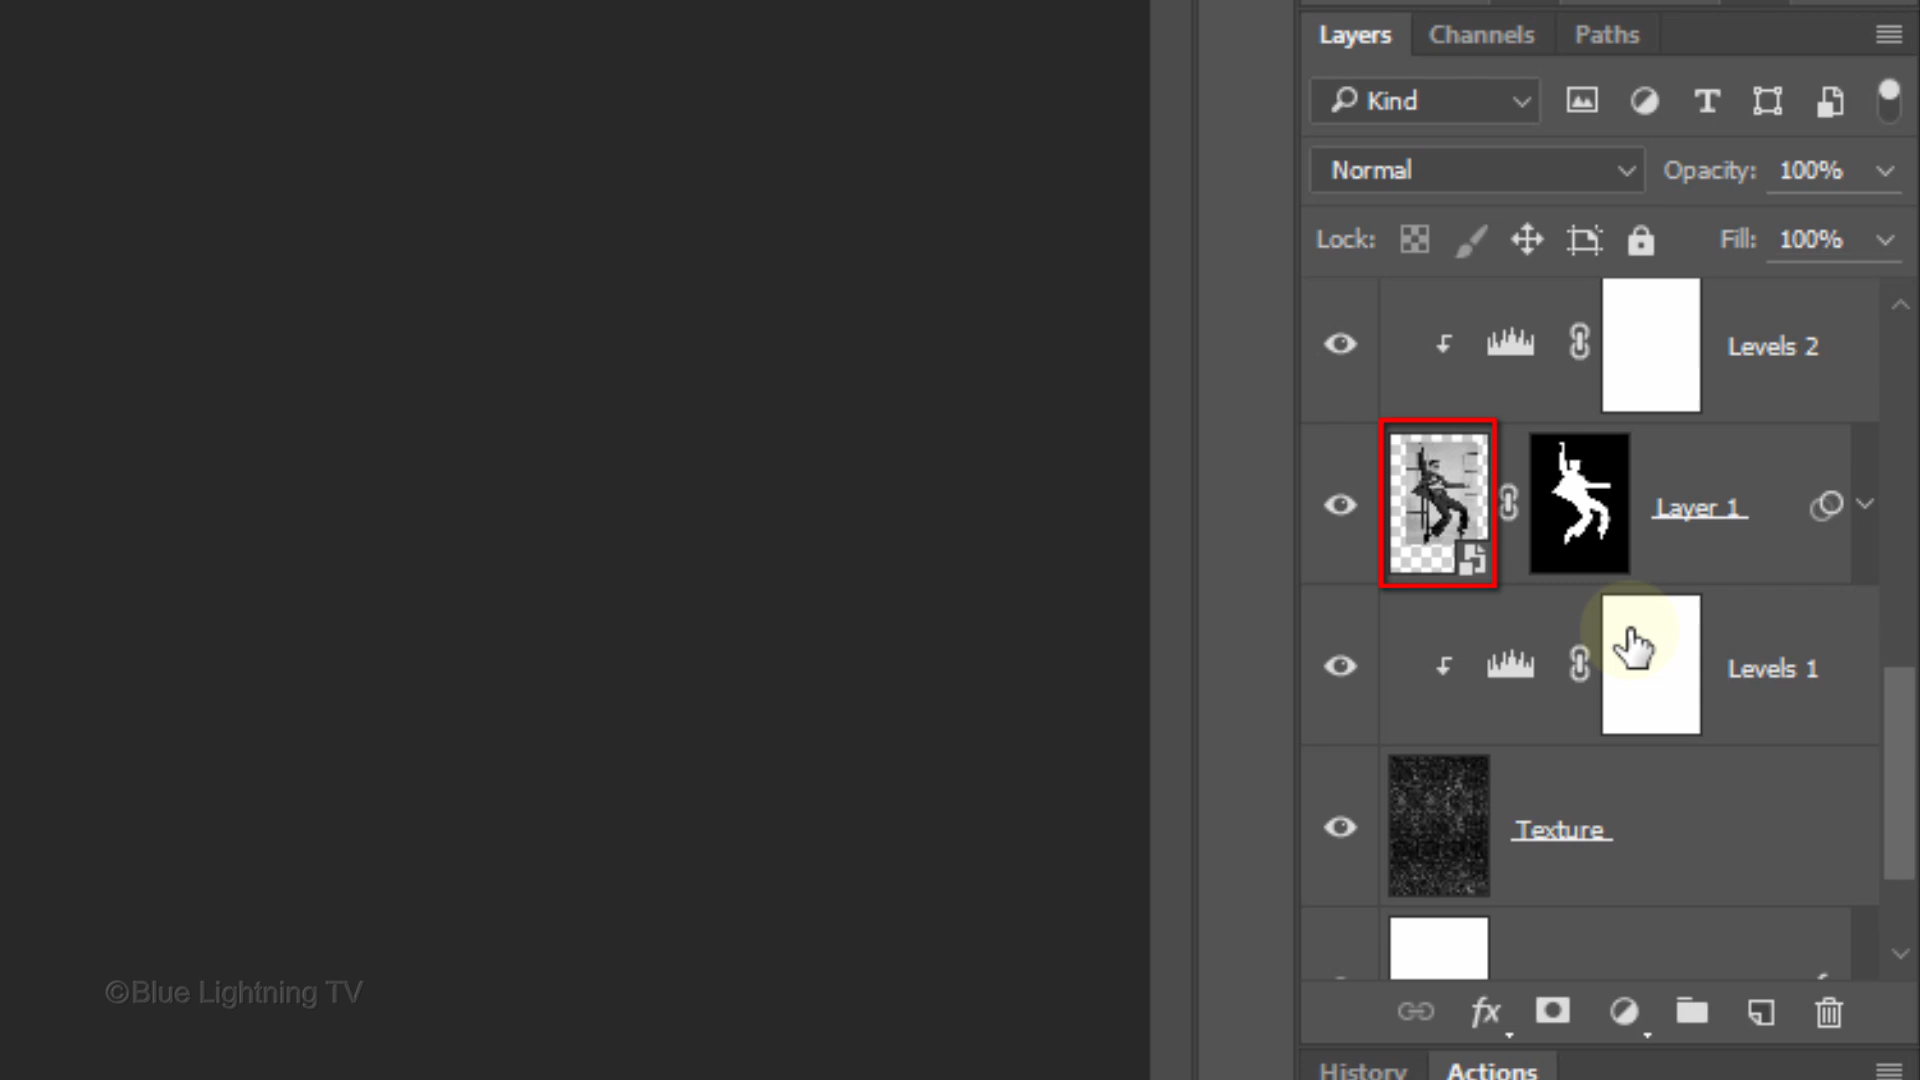 Layers Channels Paths
Kind
Normal Opacity: 100%
Lock: Fill: 100%
Levels 2
Layer 1
Levels 1
Texture
©Blue Lightning TV
fx
History Actions